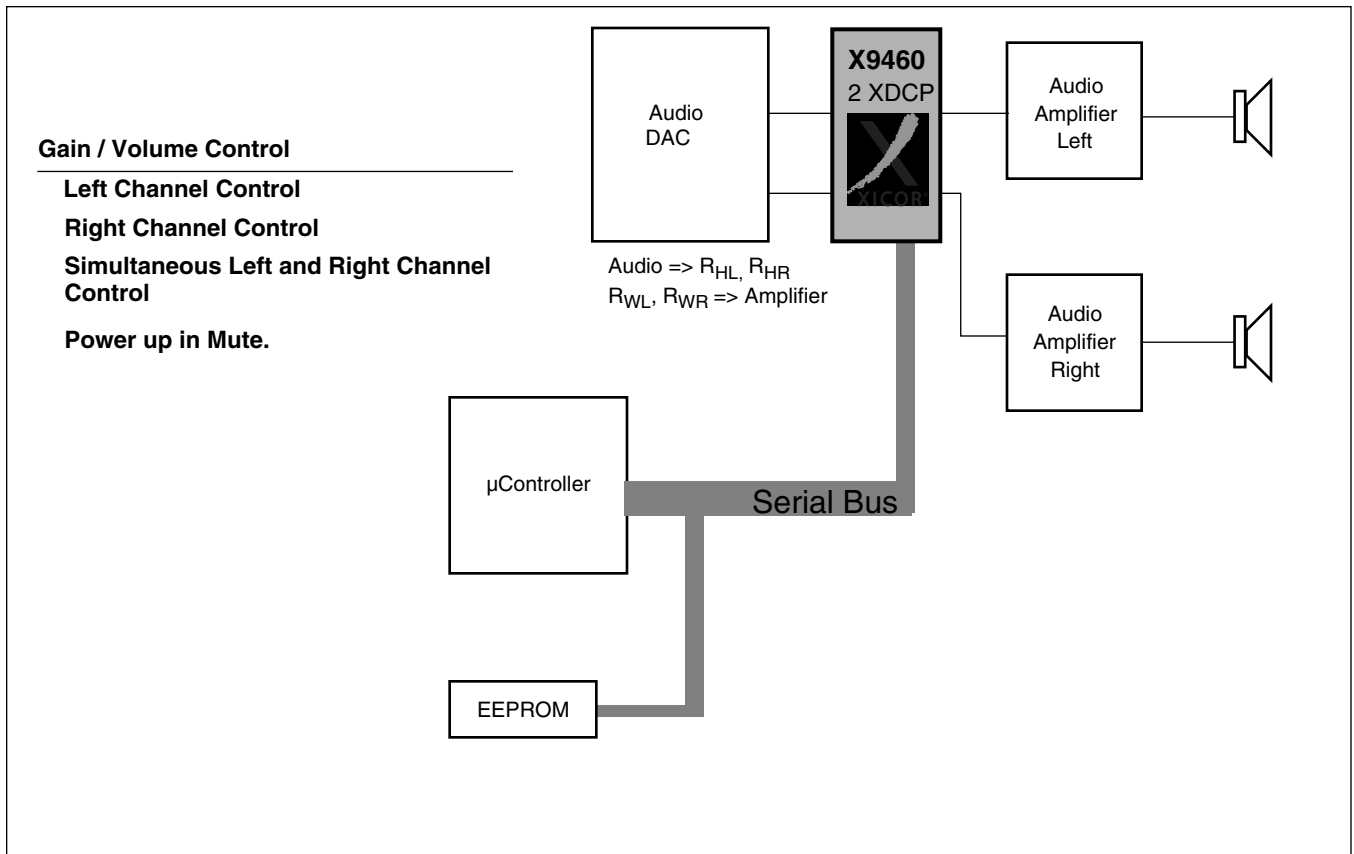 Gain / Volume Control
Left Channel Control
Right Channel Control
Simultaneous Left and Right Channel
Control
Power up in Mute.
Audio
DAC
X9460
2 XDCP
XICOR
Audio
Amplifier
Left
Audio => RHL, RHR
RWL, RWR => Amplifier
Audio
Amplifier
Right
µController
Serial Bus
EEPROM